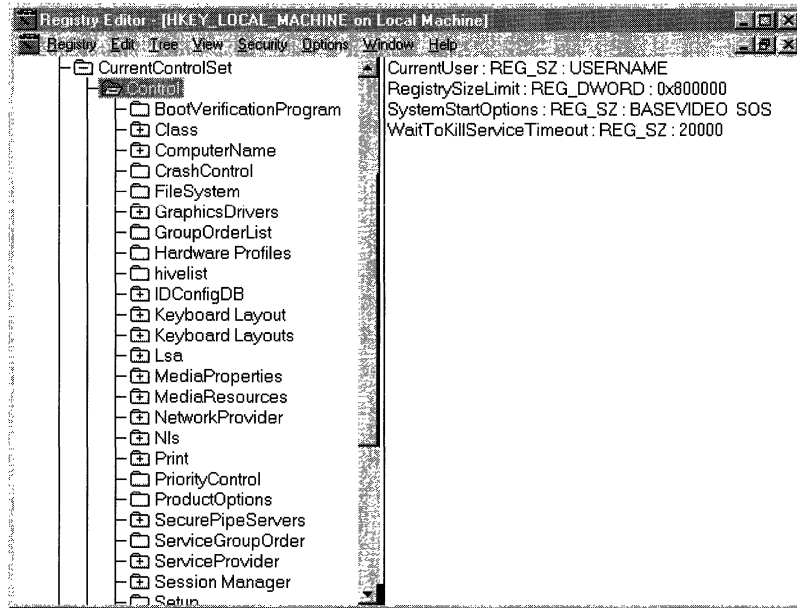 Registry Editor - [HKEY_LOCAL_MACHINE on Local Machine]
Registry Edit Tree View Security Options Window Help
CurrentControlSet
Control
BootVerificationProgram
Class
ComputerName
CrashControl
FileSystem
GraphicsDrivers
GroupOrderList
Hardware Profiles
hivelist
IDConfigDB
Keyboard Layout
Keyboard Layouts
Lsa
MediaProperties
MediaResources
NetworkProvider
Nls
Print
PriorityControl
ProductOptions
SecurePipeServers
ServiceGroupOrder
ServiceProvider
Session Manager
Setup
CurrentUser : REG_SZ : USERNAME
RegistrySizeLimit : REG_DWORD : 0x800000
SystemStartOptions : REG_SZ : BASEVIDEO SOS
WaitToKillServiceTimeout : REG_SZ : 20000